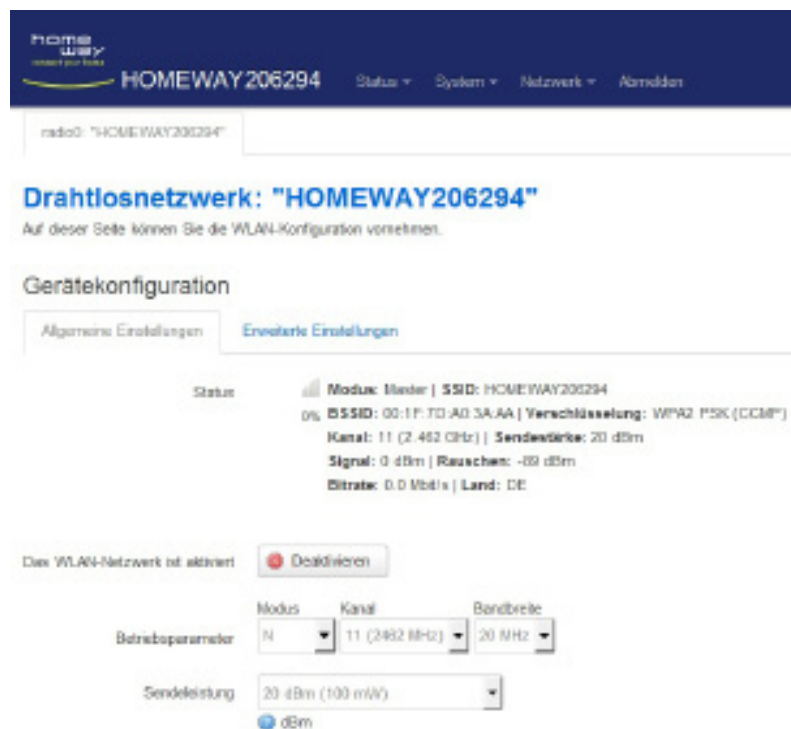 home
way
HOMEWAY206294 Status System Netzwerk Abmelden
radio0: "HOMEWAY206294"
Drahtlosnetzwerk: "HOMEWAY206294"
Auf dieser Seite können Sie die WLAN-Konfiguration vornehmen.
Gerätekonfiguration
Allgemeine Einstellungen Erweiterte Einstellungen
Status
Modus: Master | SSID: HOMEWAY206294
0% BSSID: 00:1F:7D:A0:3A:AA | Verschlüsselung: WPA2 PSK (CCMP)
Kanal: 11 (2.462 GHz) | Sendestärke: 20 dBm
Signal: 0 dBm | Rauschen: -89 dBm
Bitrate: 0.0 Mbit/s | Land: DE
Das WLAN-Netzwerk ist aktiviert Deaktivieren
Modus Kanal Bandbreite
Betriebsparameter N 11 (2462 MHz) 20 MHz
Sendeleistung 20 dBm (100 mW)
dBm